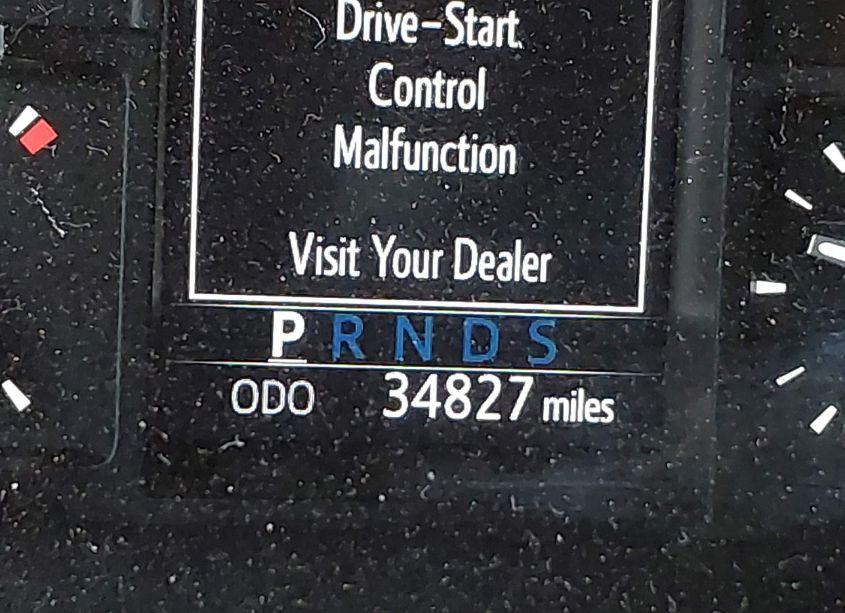 Drive-Start
Control
Malfunction
Visit Your Dealer
P R N D S
ODO 34827 miles